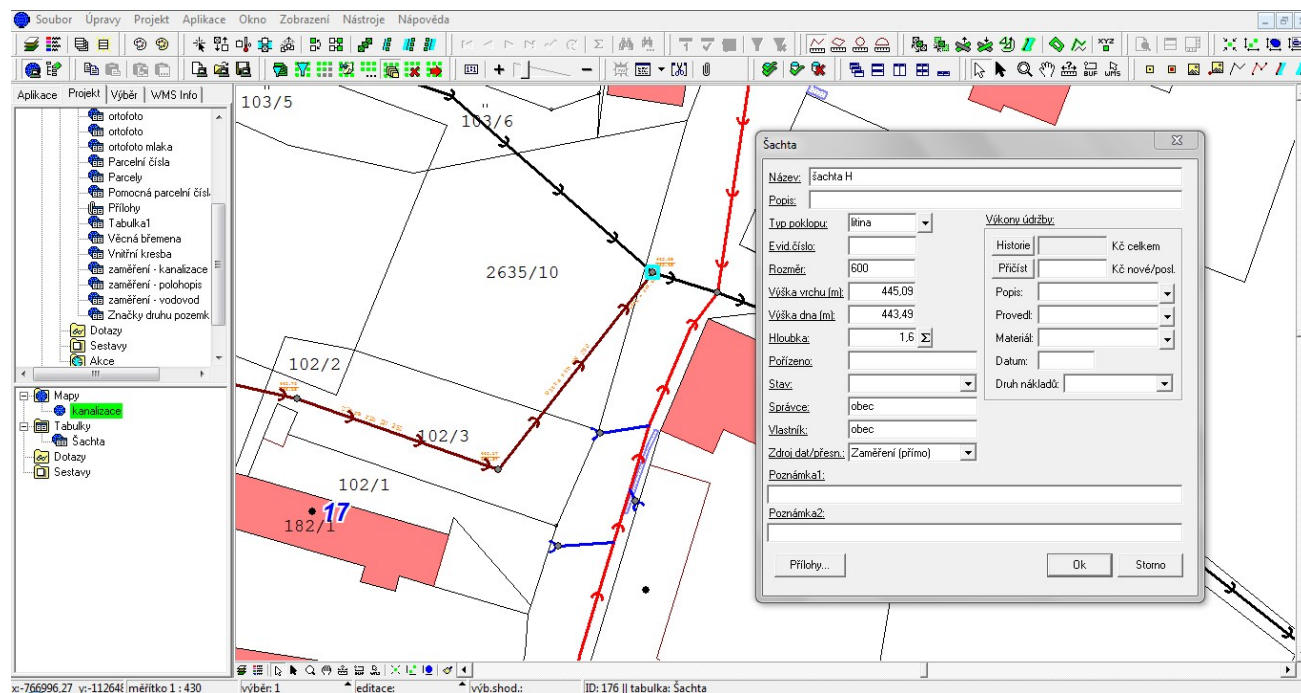 Soubor Úpravy Projekt Aplikace Okno Zobrazení Nástroje Nápověda
XYZ
BUF WMS
Aplikace Projekt Výběr WMS Info
ortofoto
ortofoto
ortofoto mlaka
Parcelní čísla
Parcely
Pomocná parcelní čísl
Přílohy
Tabulka1
Věcná břemena
Vnitřní kresba
zaměření - kanalizace
zaměření - polohopis
zaměření - vodovod
Značky druhu pozemk
Dotazy
Sestavy
Akce
Mapy
kanalizace
Tabulky
Šachta
Dotazy
Sestavy
103/5
103/6
2635/10
102/2
102/3
102/1
17
182/1
Šachta
Název: šachta H
Popis:
Typ poklopu: litina
Evid.číslo:
Rozměr: 600
Výška vrchu (m): 445,09
Výška dna (m): 443,49
Hloubka: 1,6 Σ
Pořízeno:
Stav:
Správce: obec
Vlastník: obec
Zdroj dat/přesn.: Zaměření (přímo)
Výkony údržby:
Historie Kč celkem
Přičíst Kč nové/posl.
Popis:
Provedl:
Materiál:
Datum:
Druh nákladů:
Poznámka1:
Poznámka2:
Přílohy... Ok Storno
x:-766996,27 měřítko 1 : 430 výběr: 1 editace: výb.shod.: ID: 176 || tabulka: Šachta